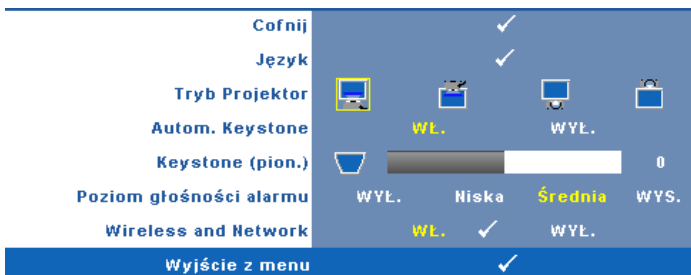 Cofnij
Język
Tryb Projektor
Autom. Keystone WŁ. WYŁ.
Keystone (pion.) 0
Poziom głośności alarmu WYŁ. Niska Średnia WYS.
Wireless and Network WŁ. WYŁ.
Wyjście z menu